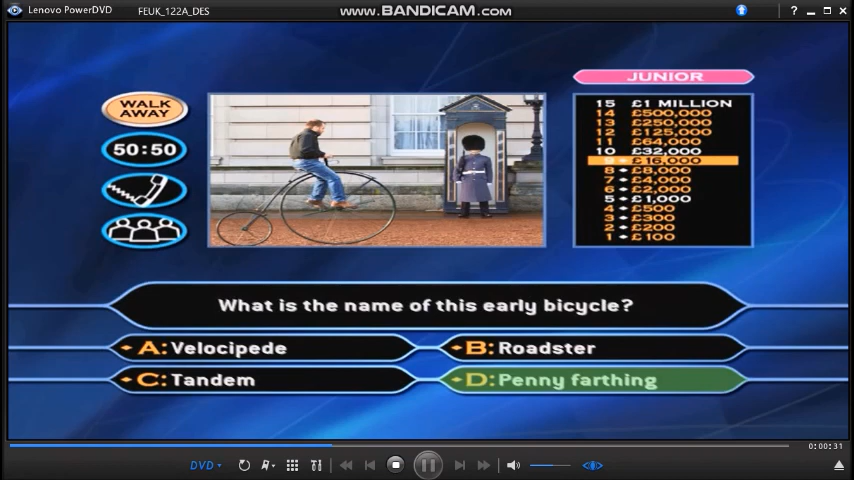 Lenovo PowerDVD
FEUK_122A_DES
www.BANDICAM.com
?
JUNIOR
WALK
AWAY
50:50
15 £1 MILLION
14 £500,000
13 £250,000
12 £125,000
11 £64,000
10 £32,000
9 £16,000
8 £8,000
7 £4,000
6 £2,000
5 £1,000
4 £500
3 £300
2 £200
1 £100
What is the name of this early bicycle?
A: Velocipede
B: Roadster
C: Tandem
D: Penny farthing
0:00:31
DVD